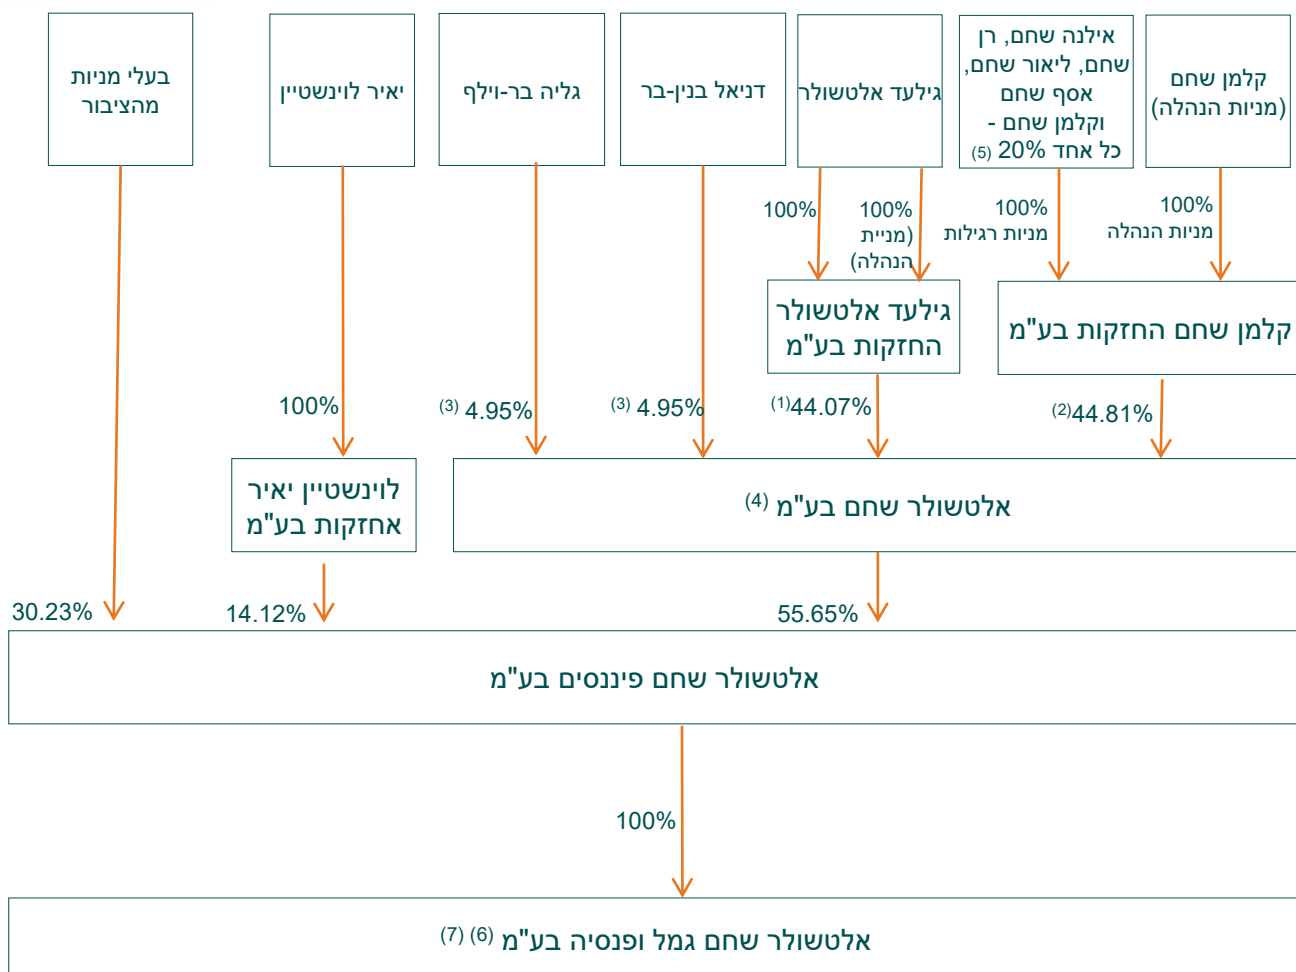 קלמן שחם
(מניות הנהלה)
אילנה שחם, רן
שחם, ליאור שחם,
אסף שחם
וקלמן שחם -
כל אחד 20% (5)
גילעד אלטשולר
דניאל בנין-בר
גליה בר-וילף
יאיר לוינשטיין
בעלי מניות
מהציבור
100%
מניות הנהלה
100%
מניות רגילות
100%
(מניית
הנהלה)
100%
קלמן שחם החזקות בע"מ
גילעד אלטשולר
החזקות בע"מ
44.81%(2)
44.07%(1)
4.95% (3)
4.95% (3)
100%
אלטשולר שחם בע"מ (4)
לוינשטיין יאיר
אחזקות בע"מ
55.65%
14.12%
30.23%
אלטשולר שחם פיננסים בע"מ
100%
אלטשולר שחם גמל ופנסיה בע"מ (6) (7)